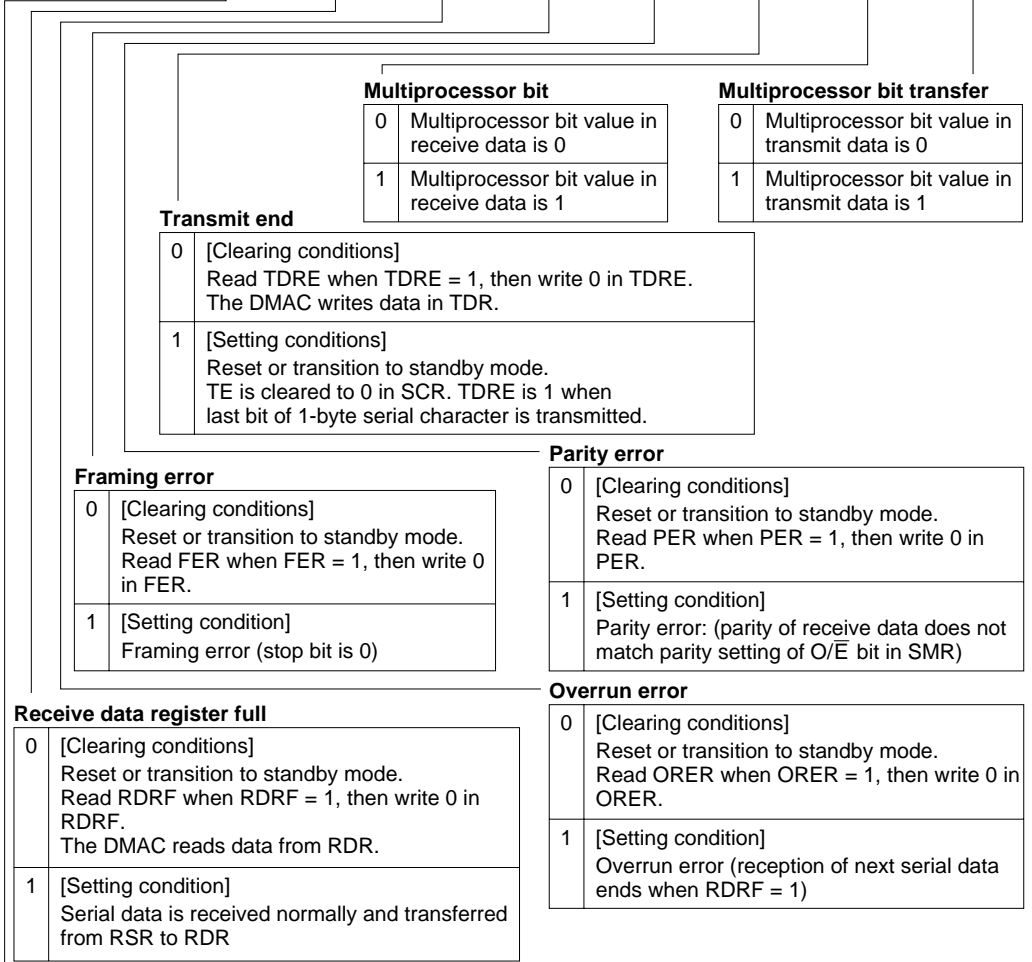 Multiprocessor bit
0 Multiprocessor bit value in
receive data is 0
1 Multiprocessor bit value in
receive data is 1
Multiprocessor bit transfer
0 Multiprocessor bit value in
transmit data is 0
1 Multiprocessor bit value in
transmit data is 1
Transmit end
0 [Clearing conditions]
Read TDRE when TDRE = 1, then write 0 in TDRE.
The DMAC writes data in TDR.
1 [Setting conditions]
Reset or transition to standby mode.
TE is cleared to 0 in SCR. TDRE is 1 when
last bit of 1-byte serial character is transmitted.
Parity error
0 [Clearing conditions]
Reset or transition to standby mode.
Read PER when PER = 1, then write 0 in
PER.
1 [Setting condition]
Parity error: (parity of receive data does not
match parity setting of O/E̅ bit in SMR)
Framing error
0 [Clearing conditions]
Reset or transition to standby mode.
Read FER when FER = 1, then write 0
in FER.
1 [Setting condition]
Framing error (stop bit is 0)
Overrun error
0 [Clearing conditions]
Reset or transition to standby mode.
Read ORER when ORER = 1, then write 0 in
ORER.
1 [Setting condition]
Overrun error (reception of next serial data
ends when RDRF = 1)
Receive data register full
0 [Clearing conditions]
Reset or transition to standby mode.
Read RDRF when RDRF = 1, then write 0 in
RDRF.
The DMAC reads data from RDR.
1 [Setting condition]
Serial data is received normally and transferred
from RSR to RDR